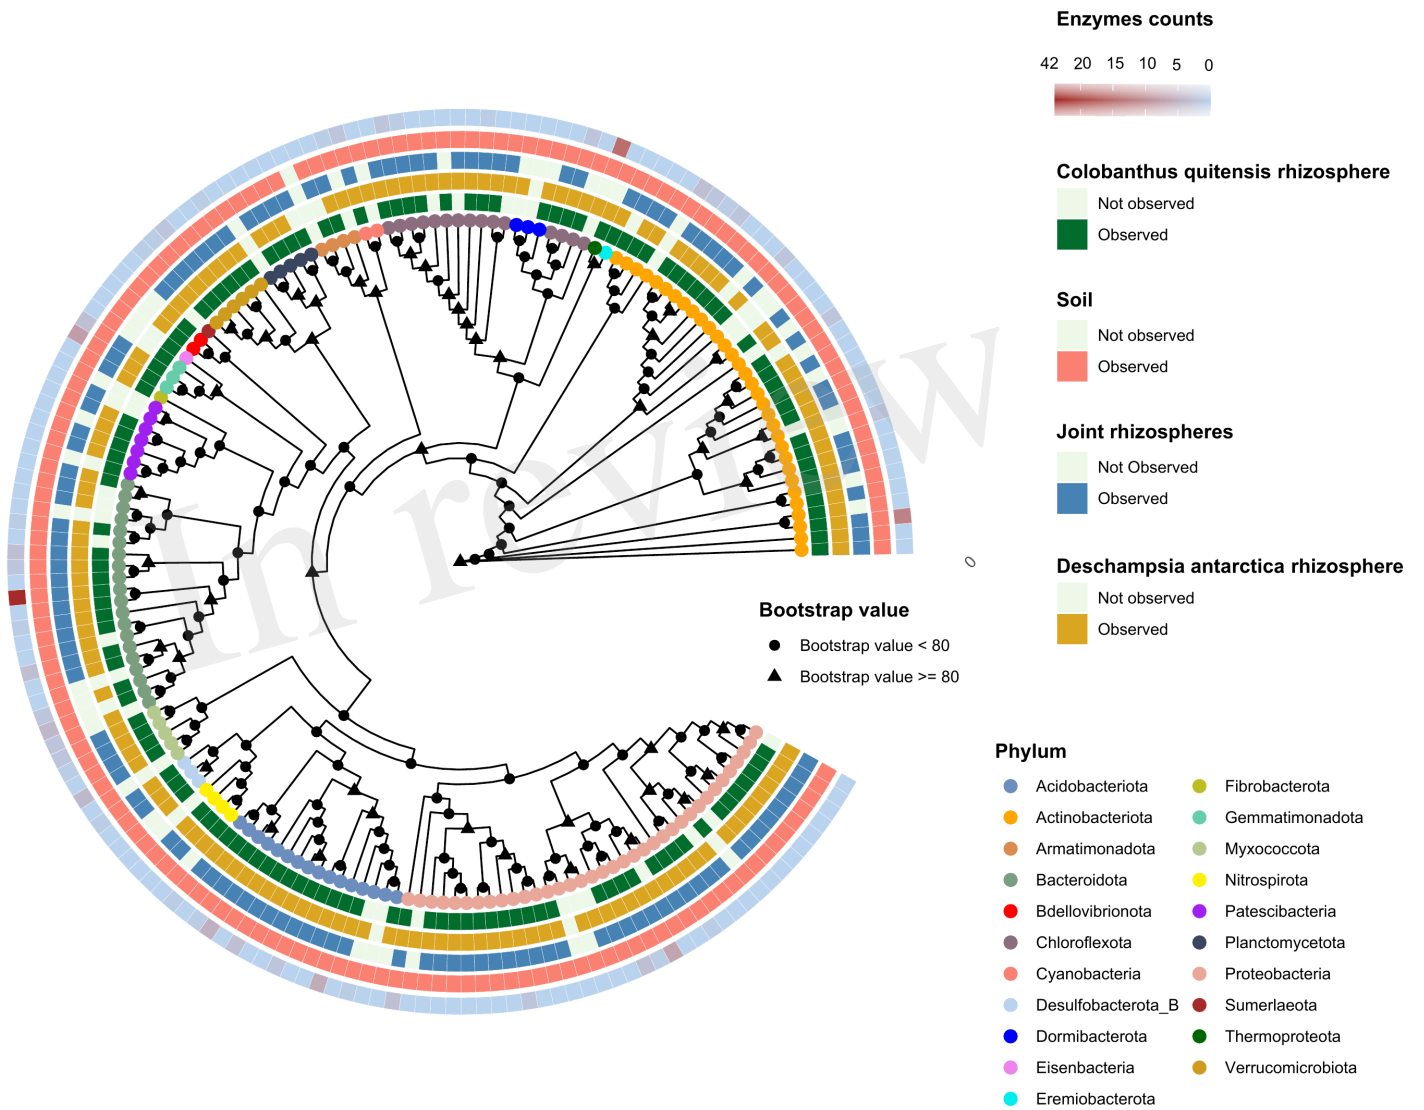 Enzymes counts
42 20 15 10 5 0
Colobanthus quitensis rhizosphere
Not observed
Observed
Soil
Not observed
Observed
Joint rhizospheres
Not Observed
Observed
Deschampsia antarctica rhizosphere
Not observed
Observed
In review
0
Bootstrap value
Bootstrap value < 80
Bootstrap value >= 80
Phylum
Acidobacteriota
Actinobacteriota
Armatimonadota
Bacteroidota
Bdellovibrionota
Chloroflexota
Cyanobacteria
Desulfobacterota_B
Dormibacterota
Eisenbacteria
Eremiobacterota
Fibrobacterota
Gemmatimonadota
Myxococcota
Nitrospirota
Patescibacteria
Planctomycetota
Proteobacteria
Sumerlaeota
Thermoproteota
Verrucomicrobiota